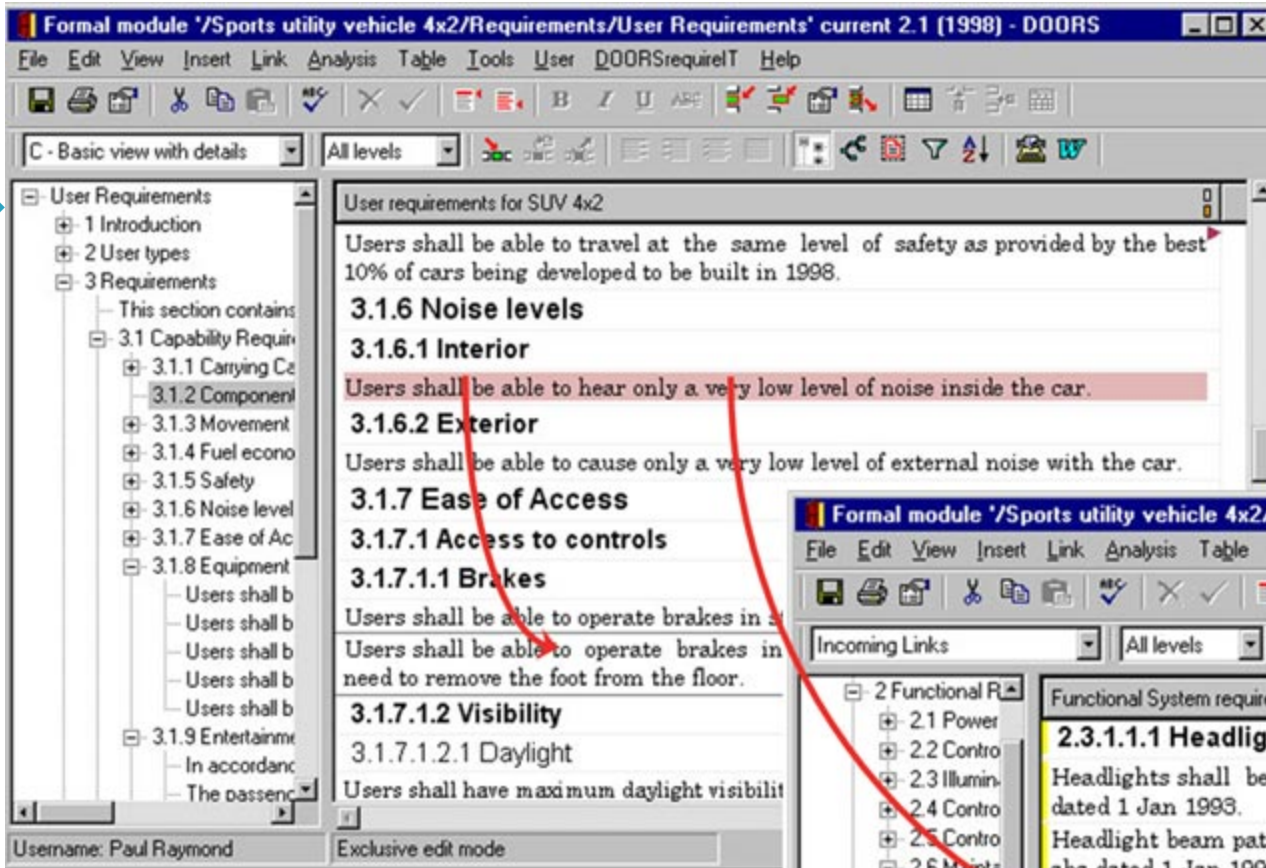 Formal module '/Sports utility vehicle 4x2/Requirements/User Requirements' current 2.1 (1998) - DOORS
File Edit View Insert Link Analysis Table Tools User DOORSrequireIT Help
ABC B I U ABC
C - Basic view with details All levels A Z W
User Requirements
1 Introduction
2 User types
3 Requirements
This section contains
3.1 Capability Require
3.1.1 Carrying Ca
3.1.2 Component
3.1.3 Movement
3.1.4 Fuel econo
3.1.5 Safety
3.1.6 Noise level
3.1.7 Ease of Ac
3.1.8 Equipment
Users shall b
Users shall b
Users shall b
Users shall b
Users shall b
3.1.9 Entertainme
In accordanc
The passenc
User requirements for SUV 4x2
Users shall be able to travel at the same level of safety as provided by the best
10% of cars being developed to be built in 1998.
3.1.6 Noise levels
3.1.6.1 Interior
Users shall be able to hear only a very low level of noise inside the car.
3.1.6.2 Exterior
Users shall be able to cause only a very low level of external noise with the car.
3.1.7 Ease of Access
3.1.7.1 Access to controls
3.1.7.1.1 Brakes
Users shall be able to operate brakes in s
Users shall be able to operate brakes in
need to remove the foot from the floor.
3.1.7.1.2 Visibility
3.1.7.1.2.1 Daylight
Users shall have maximum daylight visibilit
Username: Paul Raymond Exclusive edit mode
Formal module '/Sports utility vehicle 4x2/
File Edit View Insert Link Analysis Table
ABC
Incoming Links All levels
2 Functional R
2.1 Power
2.2 Contro
2.3 Illumin
2.4 Contro
2.5 Contro
Functional System require
2.3.1.1.1 Headlig
Headlights shall be
dated 1 Jan 1993.
Headlight beam pat